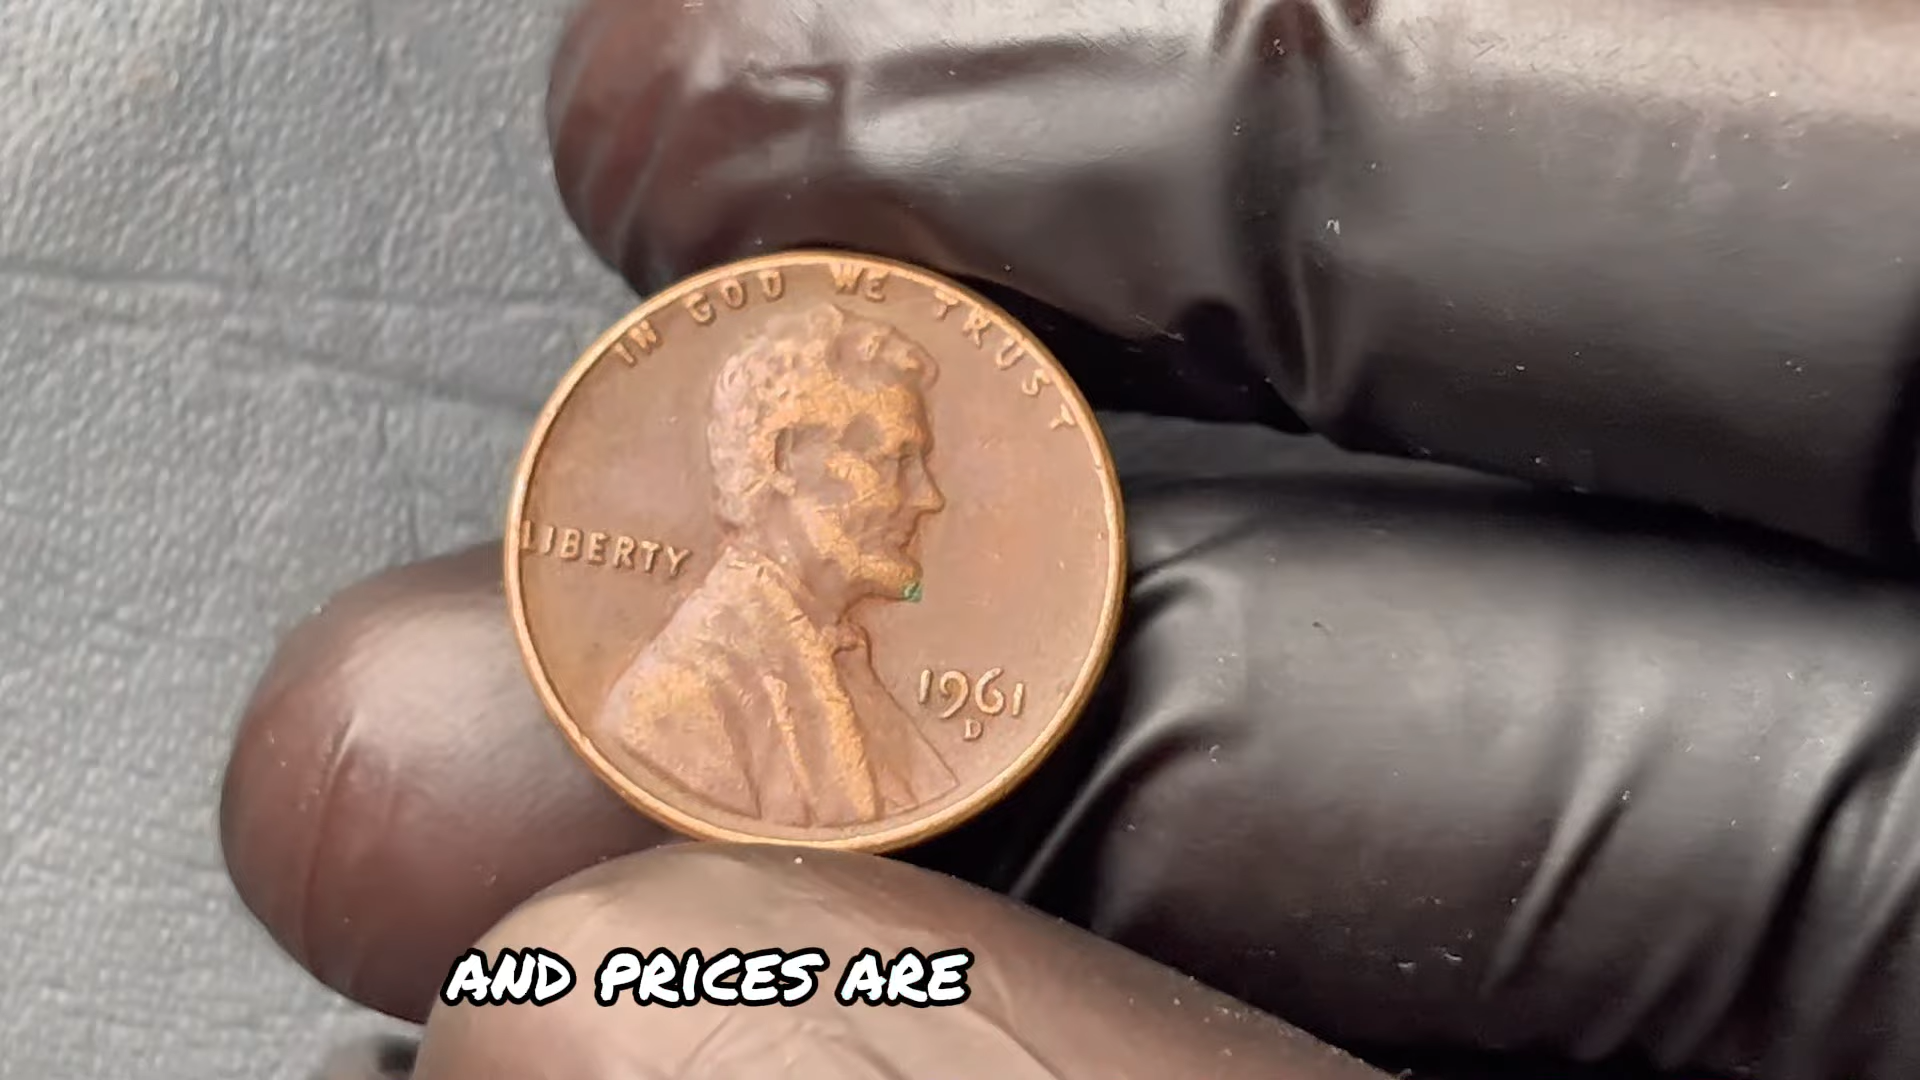 IN GOD WE TRUST
LIBERTY
1961
D
AND PRICES ARE